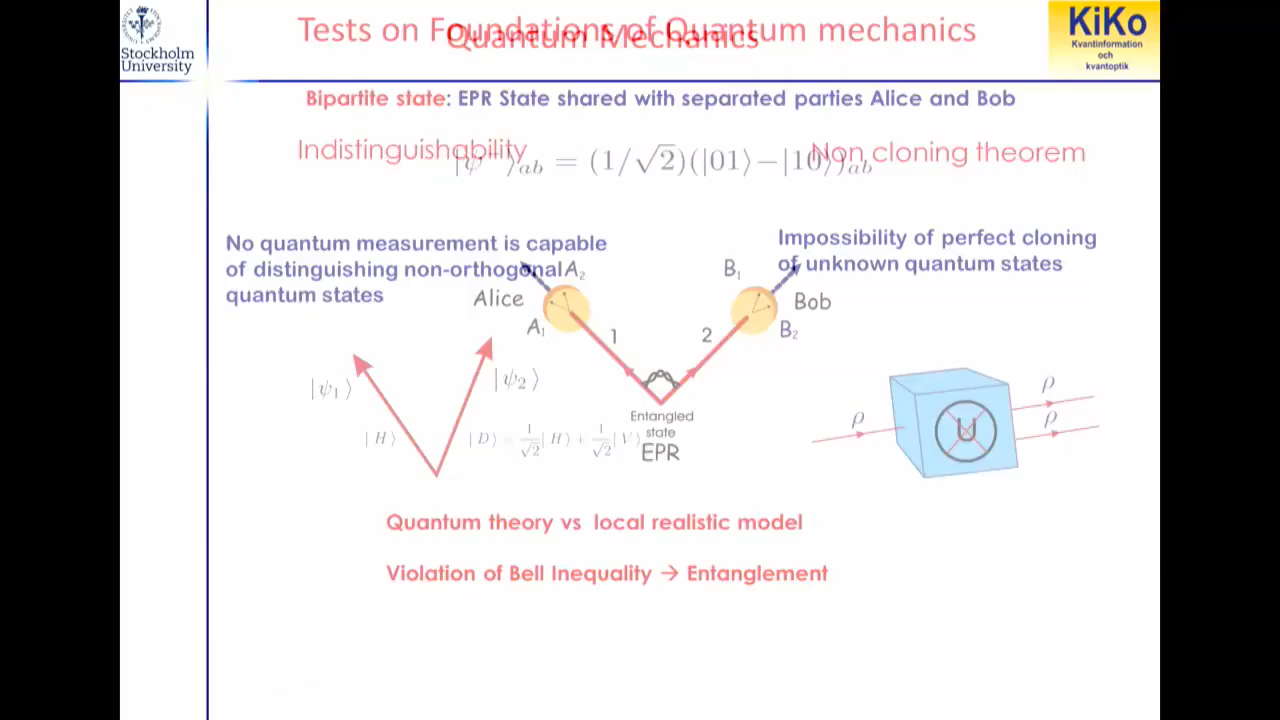 Stockholm
University
Tests on Foundations of Quantum mechanics
Quantum Mechanics
KiKo
Kvantinformation
och
kvantoptik
Bipartite state: EPR State shared with separated parties Alice and Bob
Indistinguishability
|ψ⁻⟩ab = (1/√2)(|01⟩−|10⟩)ab
Non cloning theorem
No quantum measurement is capable
of distinguishing non-orthogonal
quantum states
Impossibility of perfect cloning
of unknown quantum states
A2
Alice
A1
B1
Bob
B2
1
2
|ψ1⟩
|ψ2⟩
|H⟩
|D⟩ = 1/√2 |H⟩ + 1/√2 |V⟩
Entangled
state
EPR
ρ
U
ρ
ρ
Quantum theory vs local realistic model
Violation of Bell Inequality → Entanglement